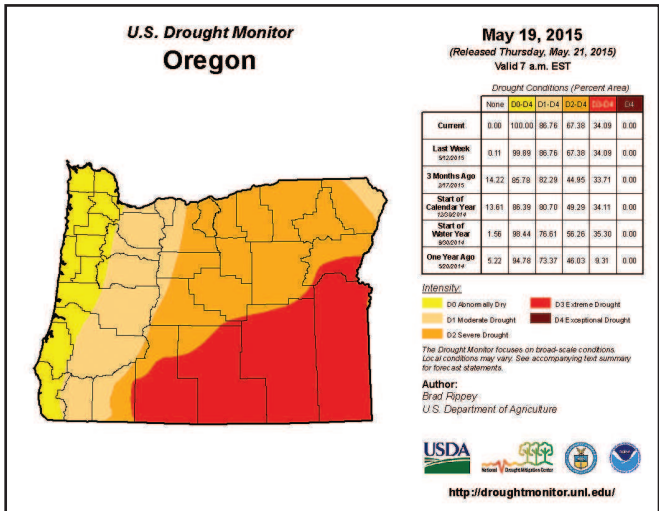 U.S. Drought Monitor
Oregon
May 19, 2015
(Released Thursday, May. 21, 2015)
Valid 7 a.m. EST
Drought Conditions (Percent Area)
None D0-D4 D1-D4 D2-D4 D3-D4 D4
Current 0.00 100.00 86.76 67.38 34.09 0.00
Last Week 0.11 99.89 86.76 67.38 34.09 0.00
5/12/2015
3 Months Ago 14.22 85.78 82.29 44.95 33.71 0.00
2/17/2015
Start of
Calendar Year 13.61 86.39 80.70 49.29 34.11 0.00
12/30/2014
Start of
Water Year 1.56 98.44 76.61 56.26 35.30 0.00
9/30/2014
One Year Ago 5.22 94.78 73.37 46.03 9.31 0.00
5/20/2014
Intensity:
D0 Abnormally Dry D3 Extreme Drought
D1 Moderate Drought D4 Exceptional Drought
D2 Severe Drought
The Drought Monitor focuses on broad-scale conditions.
Local conditions may vary. See accompanying text summary
for forecast statements.
Author:
Brad Rippey
U.S. Department of Agriculture
USDA
National Drought Mitigation Center
http://droughtmonitor.unl.edu/